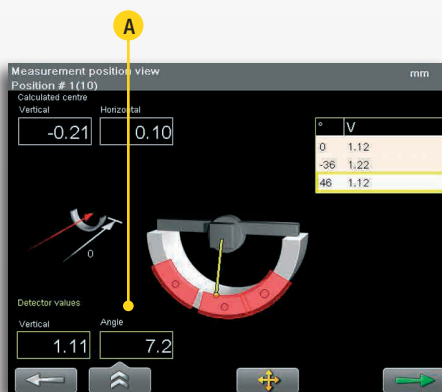 A
Measurement position view
mm
Position # 1(10)
Calculated centre
Vertical Horizontal
-0.21 0.10
° V
0 1.12
-36 1.22
46 1.12
0
Detector values
Vertical Angle
1.11 7.2